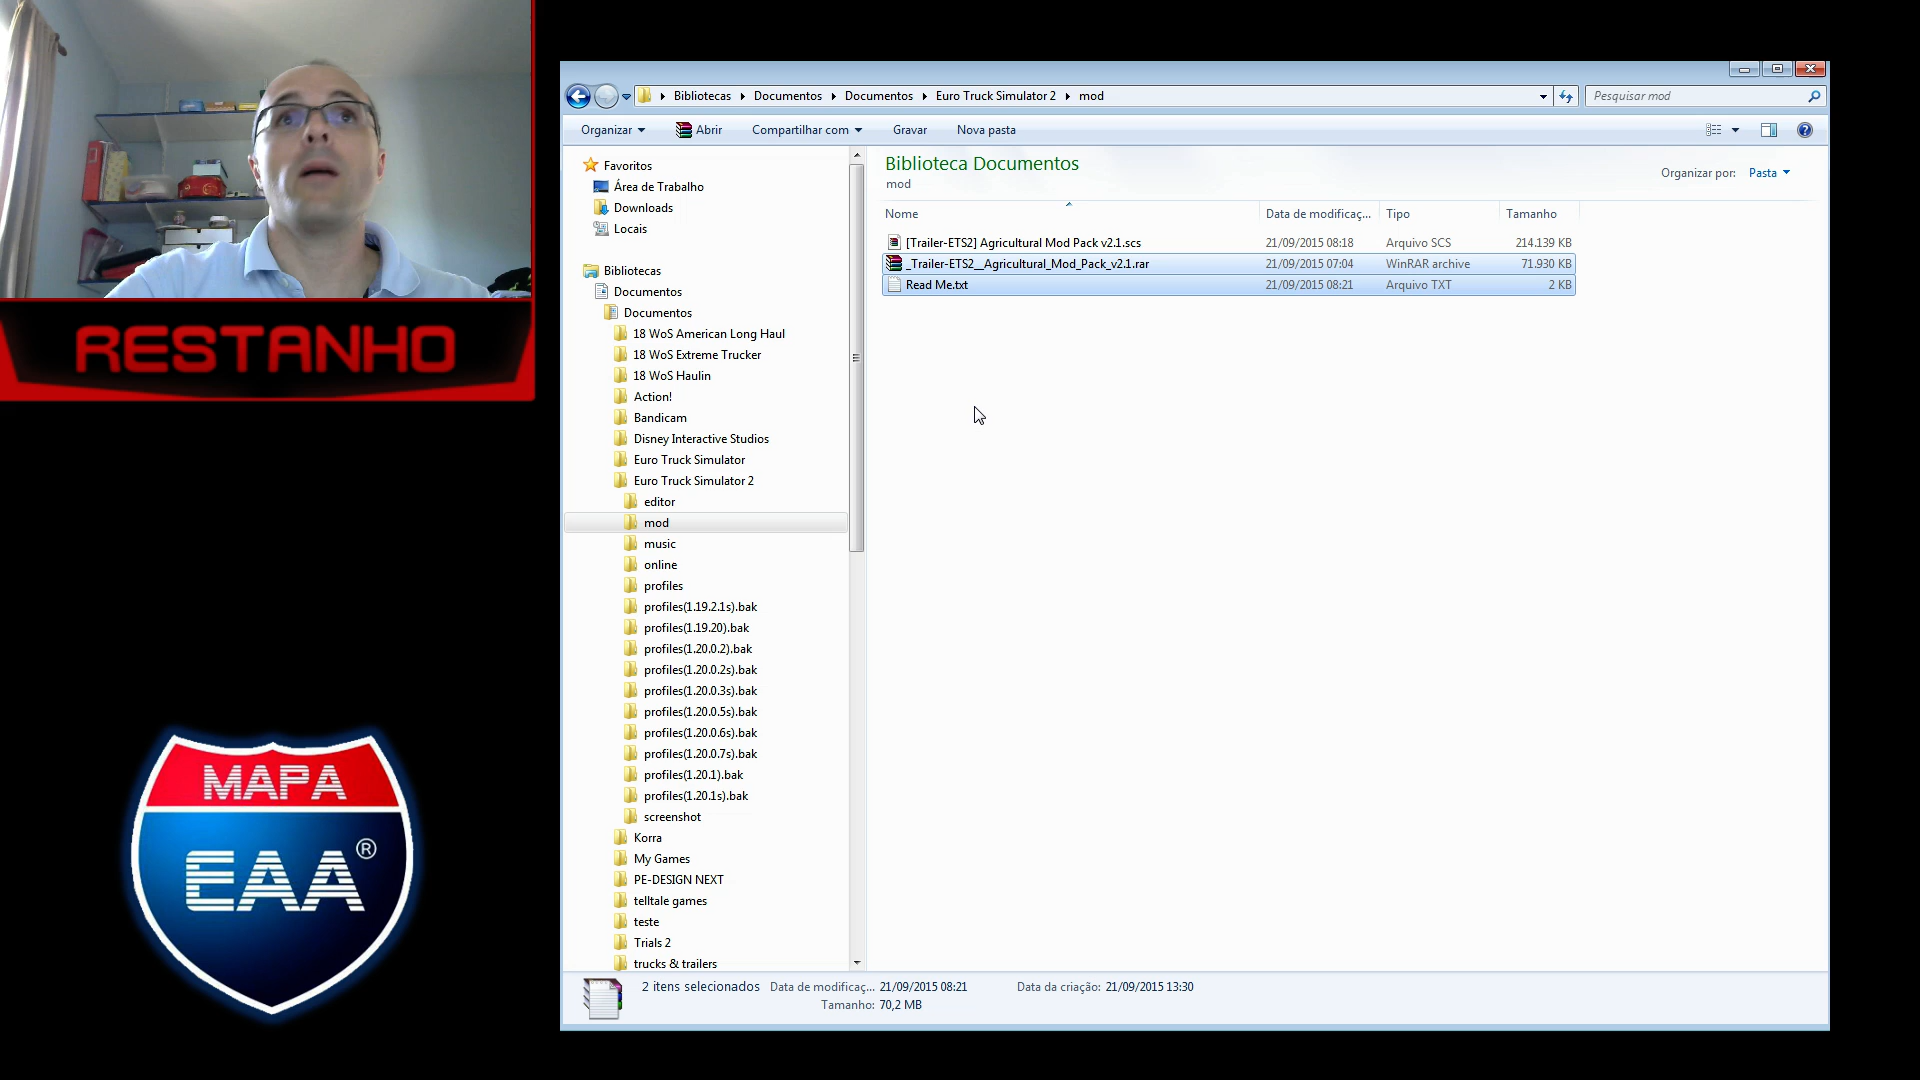 RESTANHO
MAPA
EAA®
Bibliotecas Documentos Documentos Euro Truck Simulator 2 mod
Pesquisar mod
Organizar Abrir Compartilhar com Gravar Nova pasta
Favoritos
Área de Trabalho
Downloads
Locais
Bibliotecas
Documentos
Documentos
18 WoS American Long Haul
18 WoS Extreme Trucker
18 WoS Haulin
Action!
Bandicam
Disney Interactive Studios
Euro Truck Simulator
Euro Truck Simulator 2
editor
mod
music
online
profiles
profiles(1.19.2.1s).bak
profiles(1.19.20).bak
profiles(1.20.0.2).bak
profiles(1.20.0.2s).bak
profiles(1.20.0.3s).bak
profiles(1.20.0.5s).bak
profiles(1.20.0.6s).bak
profiles(1.20.0.7s).bak
profiles(1.20.1).bak
profiles(1.20.1s).bak
screenshot
Korra
My Games
PE-DESIGN NEXT
telltale games
teste
Trials 2
trucks & trailers
Biblioteca Documentos
mod
Organizar por: Pasta
Nome Data de modificaç... Tipo Tamanho
[Trailer-ETS2] Agricultural Mod Pack v2.1.scs 21/09/2015 08:18 Arquivo SCS 214.139 KB
_Trailer-ETS2__Agricultural_Mod_Pack_v2.1.rar 21/09/2015 07:04 WinRAR archive 71.930 KB
Read Me.txt 21/09/2015 08:21 Arquivo TXT 2 KB
2 itens selecionados Data de modificaç... 21/09/2015 08:21 Data da criação: 21/09/2015 13:30
Tamanho: 70,2 MB